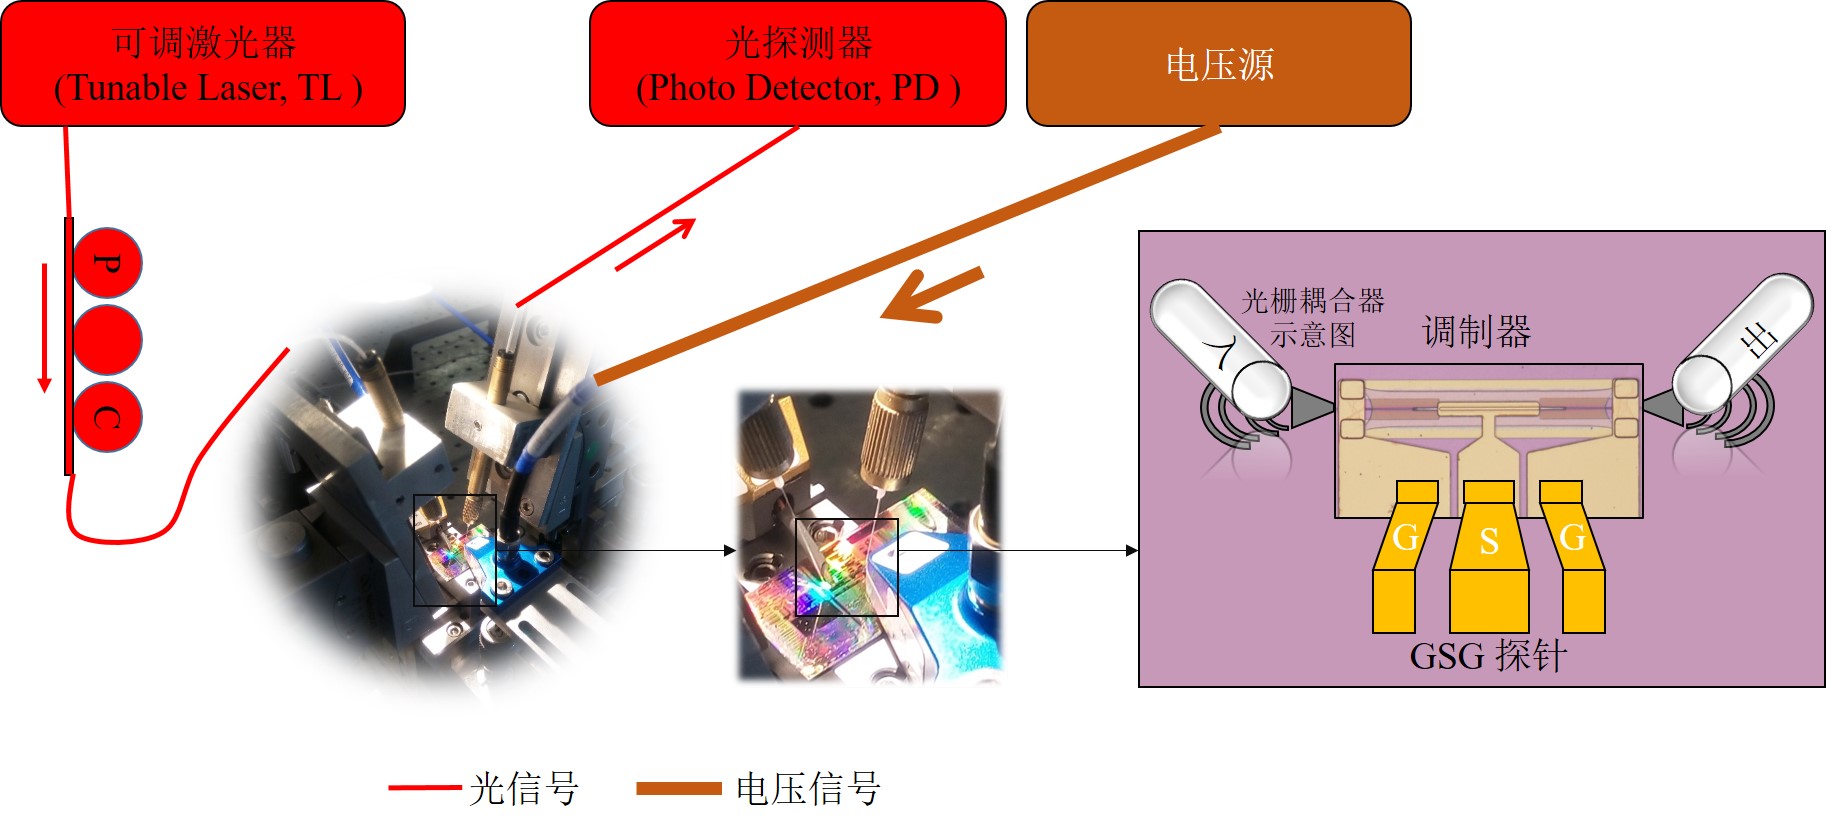 可调激光器
(Tunable Laser, TL )
光探测器
(Photo Detector, PD )
电压源
P
C
光栅耦合器
示意图
调制器
入
出
G
S
G
GSG 探针
光信号
电压信号